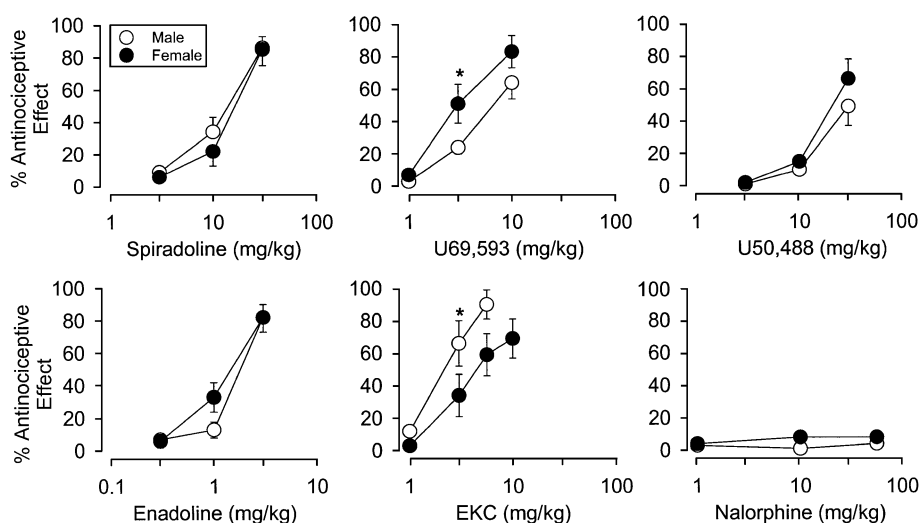 % Antinociceptive
Effect
100
80
60
40
20
0
Male
Female
1 10 100
Spiradoline (mg/kg)
100
80
60
40
20
0
*
1 10 100
U69,593 (mg/kg)
100
80
60
40
20
0
1 10 100
U50,488 (mg/kg)
% Antinociceptive
Effect
100
80
60
40
20
0
0.1 1 10
Enadoline (mg/kg)
100
80
60
40
20
0
*
1 10 100
EKC (mg/kg)
100
80
60
40
20
0
1 10 100
Nalorphine (mg/kg)